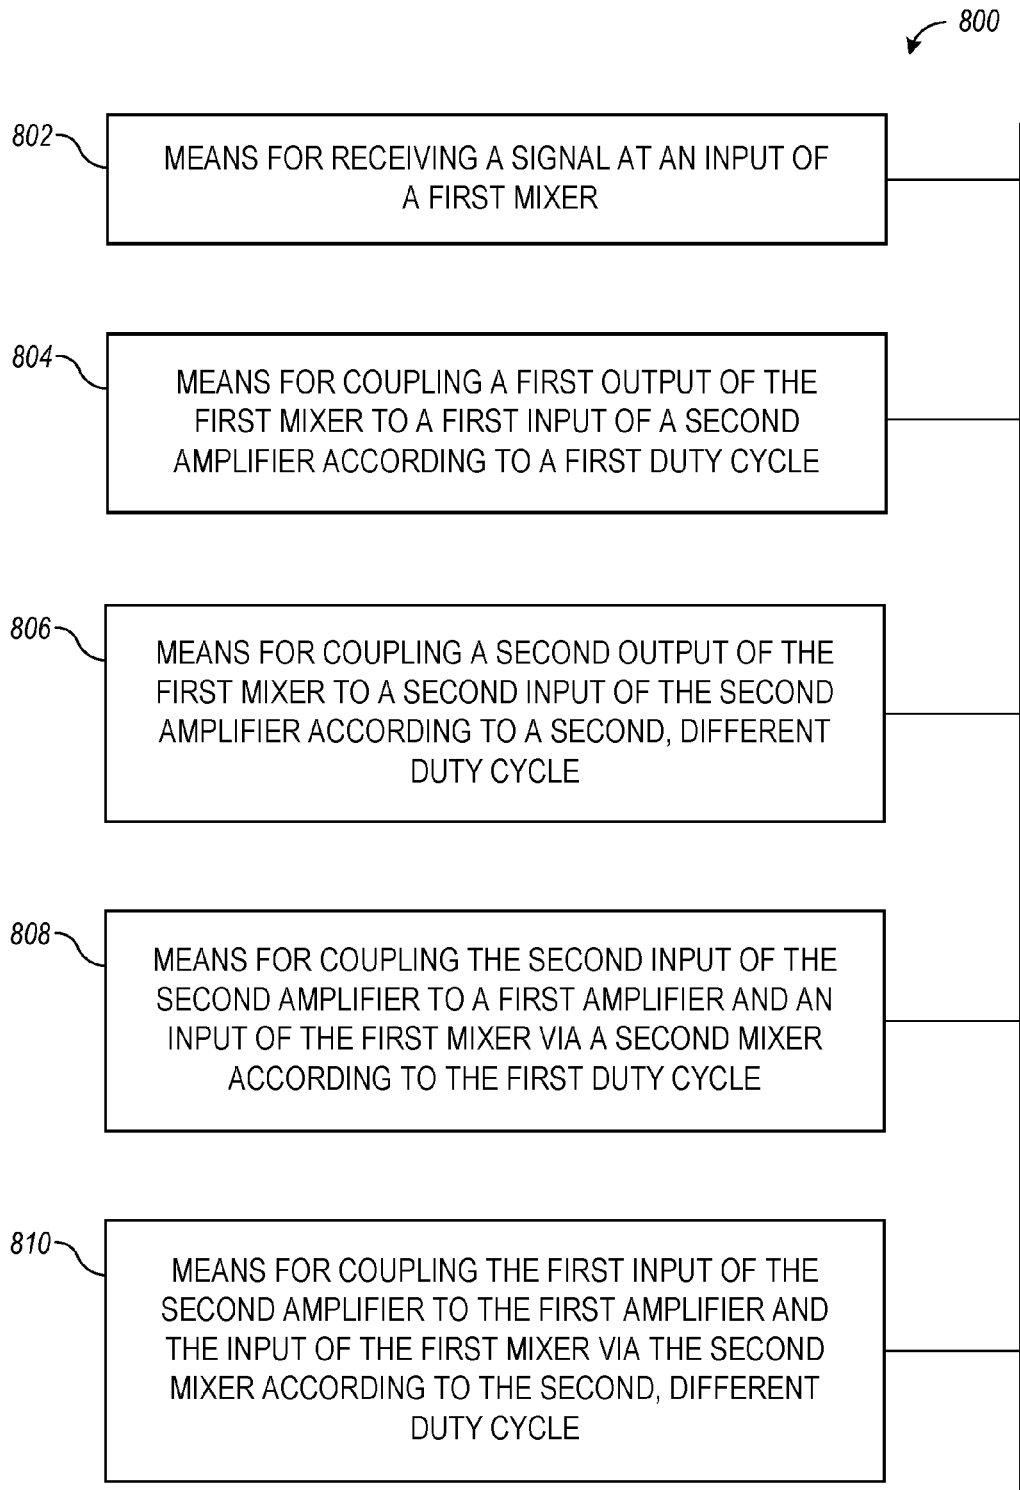 800
802
MEANS FOR RECEIVING A SIGNAL AT AN INPUT OF
A FIRST MIXER
804
MEANS FOR COUPLING A FIRST OUTPUT OF THE
FIRST MIXER TO A FIRST INPUT OF A SECOND
AMPLIFIER ACCORDING TO A FIRST DUTY CYCLE
806
MEANS FOR COUPLING A SECOND OUTPUT OF THE
FIRST MIXER TO A SECOND INPUT OF THE SECOND
AMPLIFIER ACCORDING TO A SECOND, DIFFERENT
DUTY CYCLE
808
MEANS FOR COUPLING THE SECOND INPUT OF THE
SECOND AMPLIFIER TO A FIRST AMPLIFIER AND AN
INPUT OF THE FIRST MIXER VIA A SECOND MIXER
ACCORDING TO THE FIRST DUTY CYCLE
810
MEANS FOR COUPLING THE FIRST INPUT OF THE
SECOND AMPLIFIER TO THE FIRST AMPLIFIER AND
THE INPUT OF THE FIRST MIXER VIA THE SECOND
MIXER ACCORDING TO THE SECOND, DIFFERENT
DUTY CYCLE